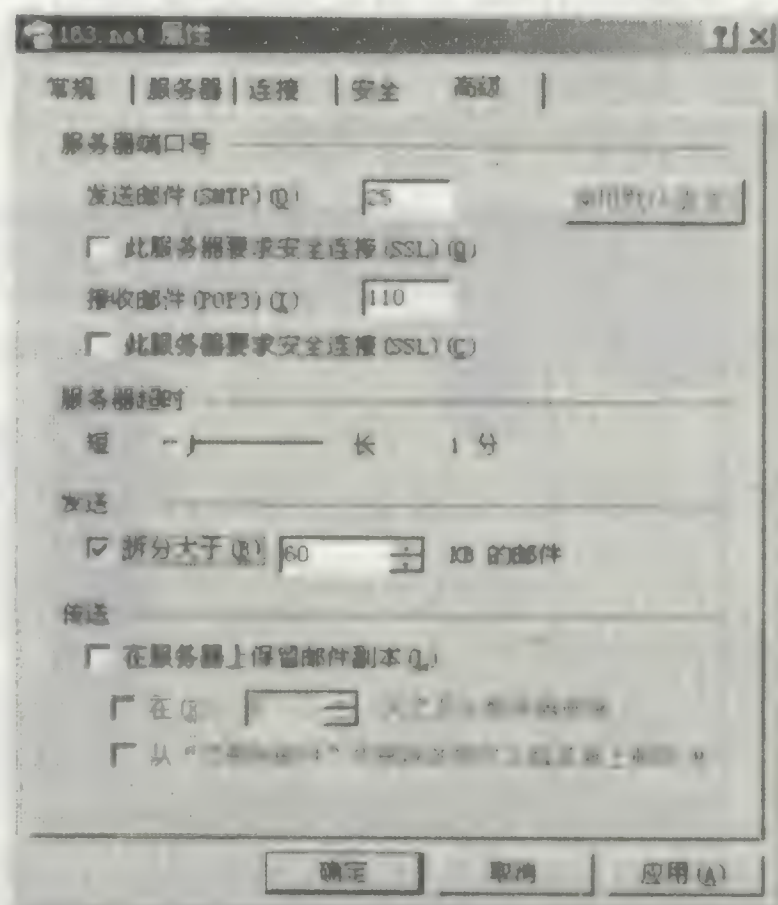 163.net 属性
常规 服务器 连接 安全 高级
服务器端口号
发送邮件(SMTP)(O) 25
此服务器要求安全连接(SSL)(Q)
接收邮件(POP3)(I) 110
此服务器要求安全连接(SSL)(C)
服务器超时
短 长 1 分
发送
拆分大于(B) 60 KB 的邮件
传送
在服务器上保留邮件副本(L)
在(R)
从
确定 取消 应用(A)